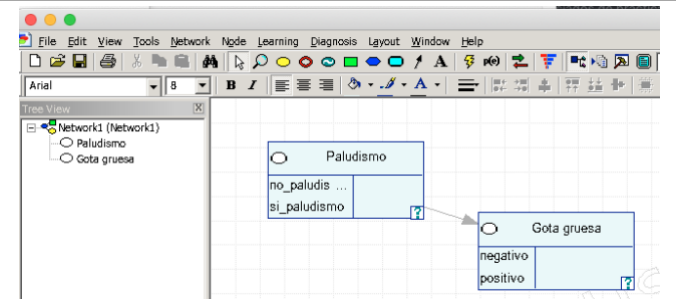 File Edit View Tools Network Node Learning Diagnosis Layout Window Help
A p(e)
Arial 8 B I A
Tree View
Network1 (Network1)
Paludismo
Gota gruesa
Paludismo
no_paludis ...
si_paludismo
?
Gota gruesa
negativo
positivo
?